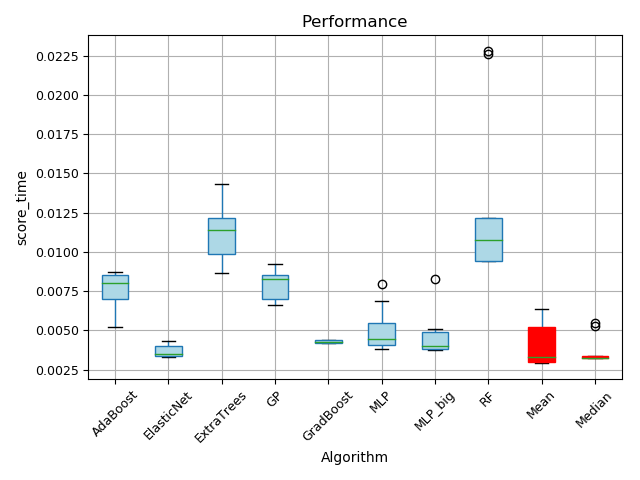 Performance
score_time
0.0225
0.0200
0.0175
0.0150
0.0125
0.0100
0.0075
0.0050
0.0025
AdaBoost
ElasticNet
ExtraTrees
GP
GradBoost
MLP
MLP_big
RF
Mean
Median
Algorithm